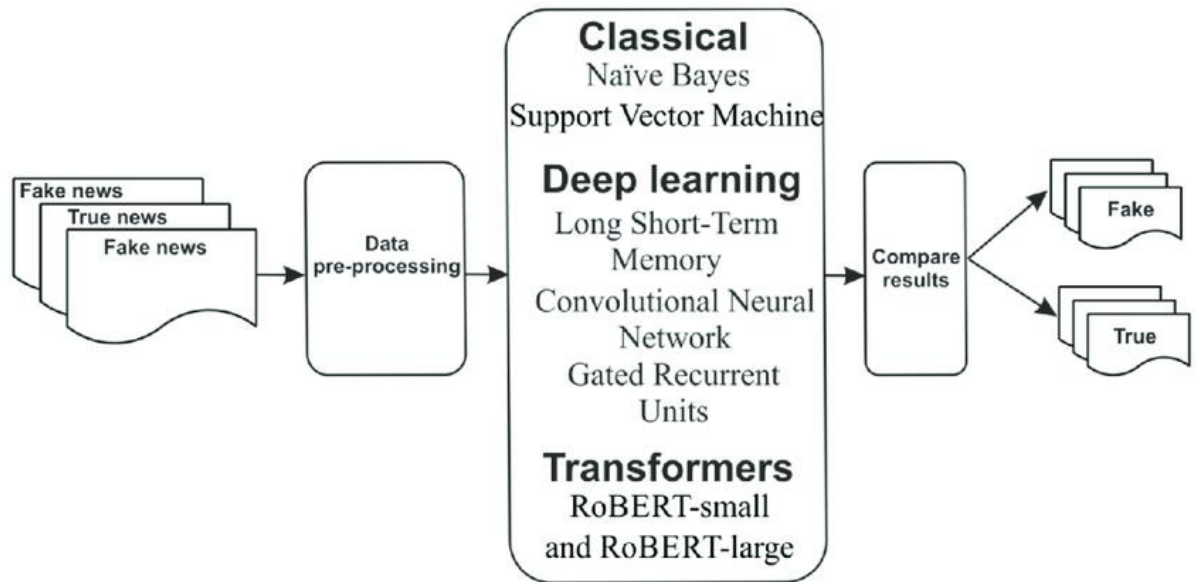 Fake news
True news
Fake news
Data
pre-processing
Classical
Naïve Bayes
Support Vector Machine
Deep learning
Long Short-Term
Memory
Convolutional Neural
Network
Gated Recurrent
Units
Transformers
RoBERT-small
and RoBERT-large
Compare
results
Fake
True